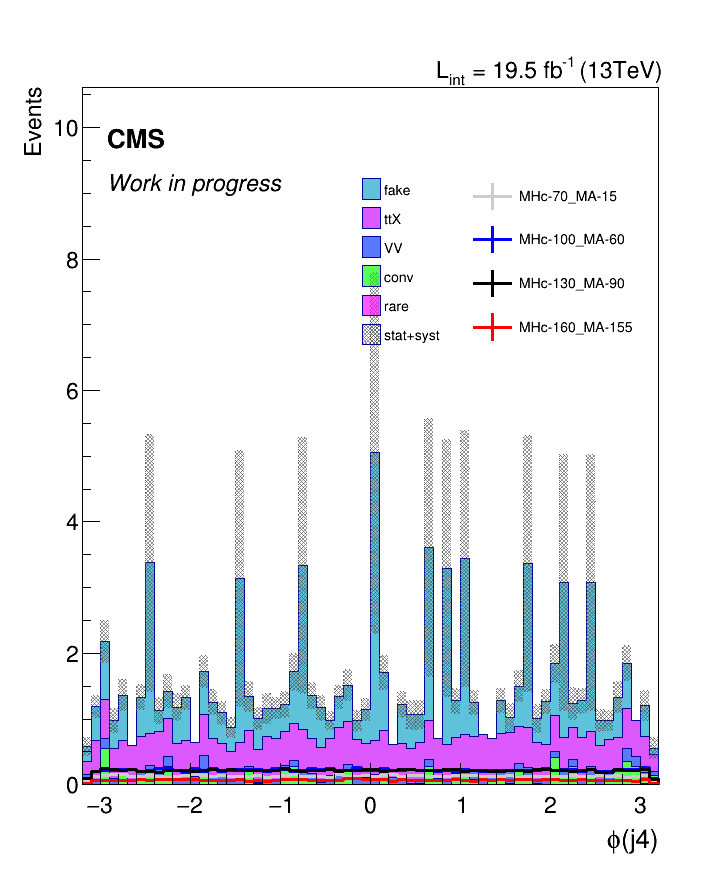 L_int = 19.5 fb^-1 (13TeV)
Events
CMS
Work in progress
fake
ttX
VV
conv
rare
stat+syst
MHc-70_MA-15
MHc-100_MA-60
MHc-130_MA-90
MHc-160_MA-155
10
8
6
4
2
0
−3 −2 −1 0 1 2 3
ϕ(j4)